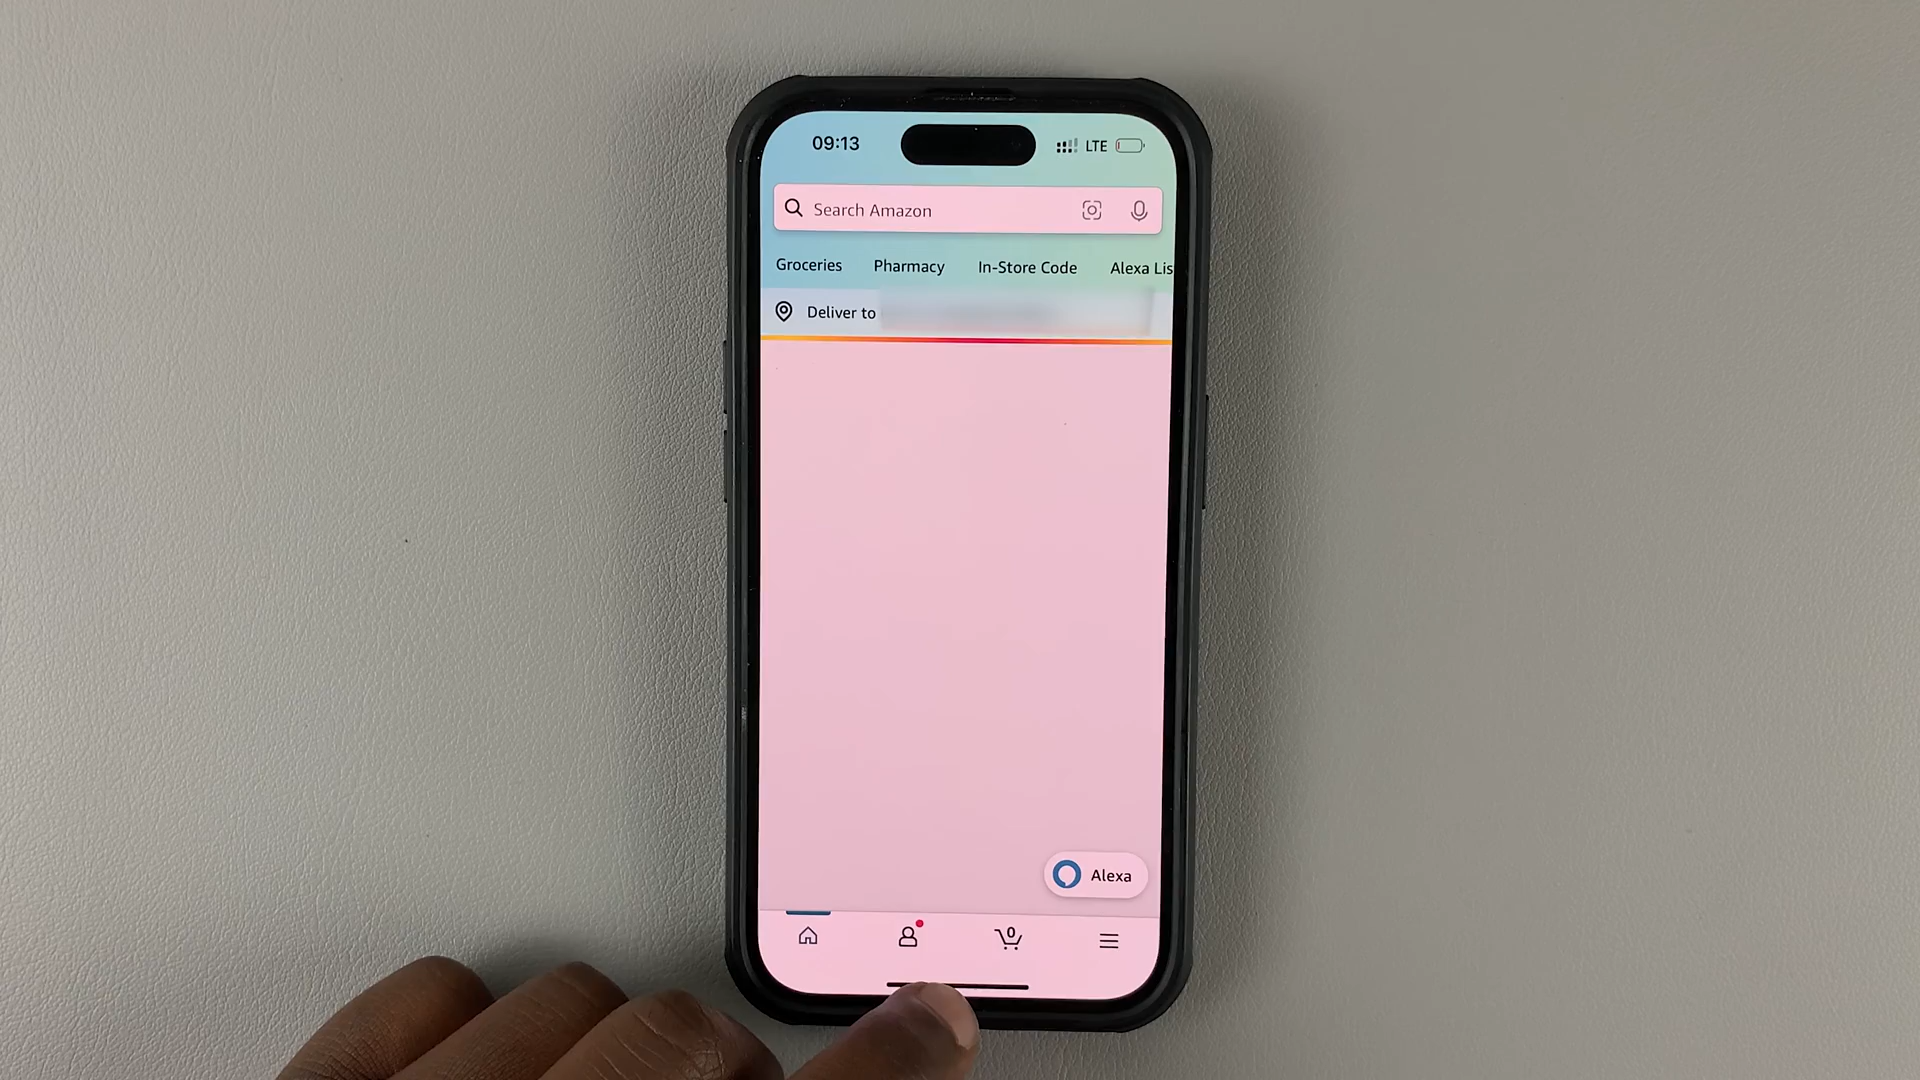 09:13 LTE
Search Amazon
Groceries Pharmacy In-Store Code Alexa Lis
Deliver to
Alexa
0